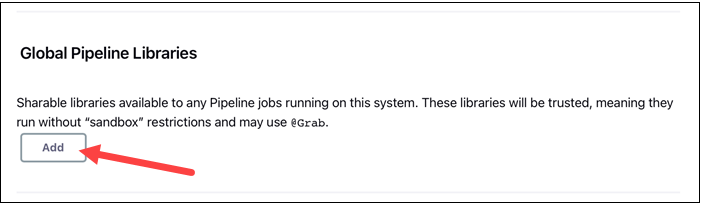 Global Pipeline Libraries
Sharable libraries available to any Pipeline jobs running on this system. These libraries will be trusted, meaning they
run without “sandbox” restrictions and may use @Grab.
Add